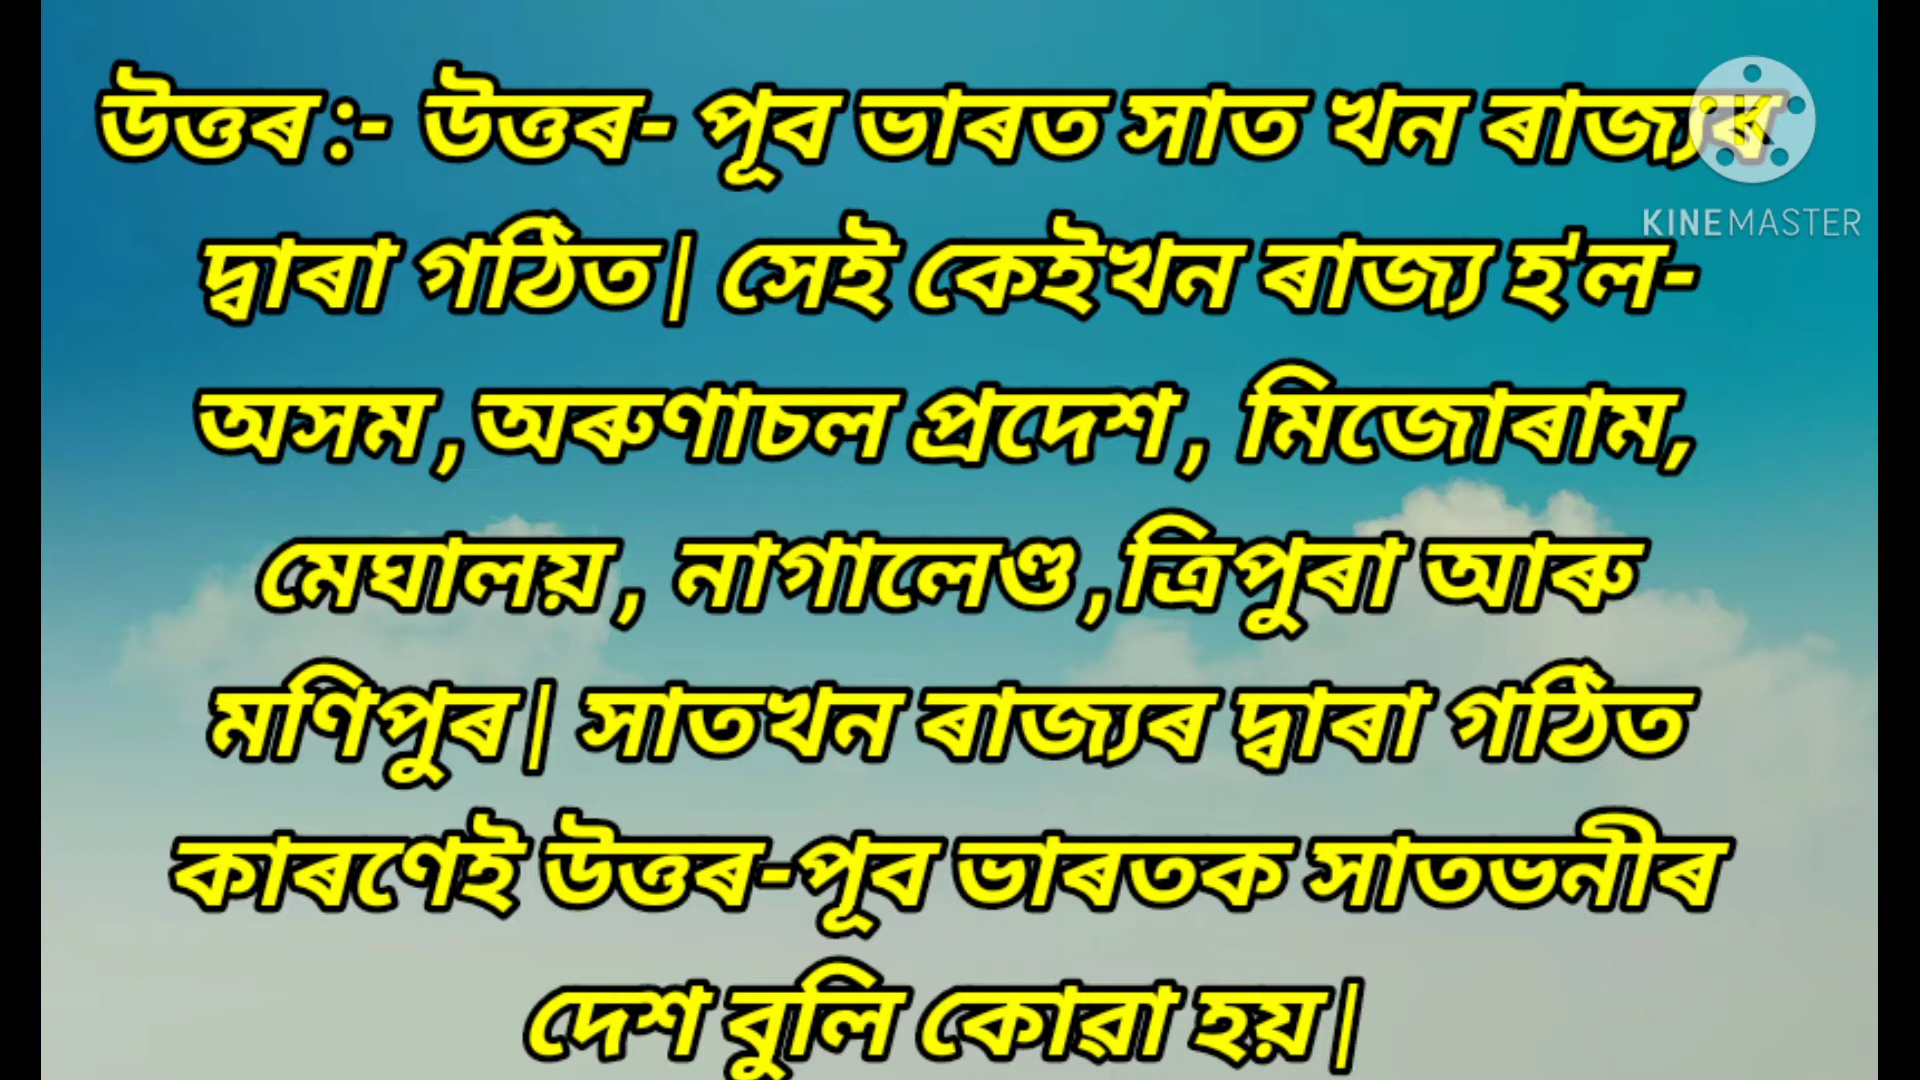 উত্তৰ:- উত্তৰ- পূব ভাৰত সাত খন ৰাজ্যৰ
KINEMASTER
দ্বাৰা গঠিত| সেই কেইখন ৰাজ্য হ'ল-
অসম,অৰুণাচল প্ৰদেশ, মিজোৰাম,
মেঘালয়, নাগালেণ্ড,ত্ৰিপুৰা আৰু
মণিপুৰ| সাতখন ৰাজ্যৰ দ্বাৰা গঠিত
কাৰণেই উত্তৰ-পূব ভাৰতক সাতভনীৰ
দেশ বুলি কোৱা হয়|